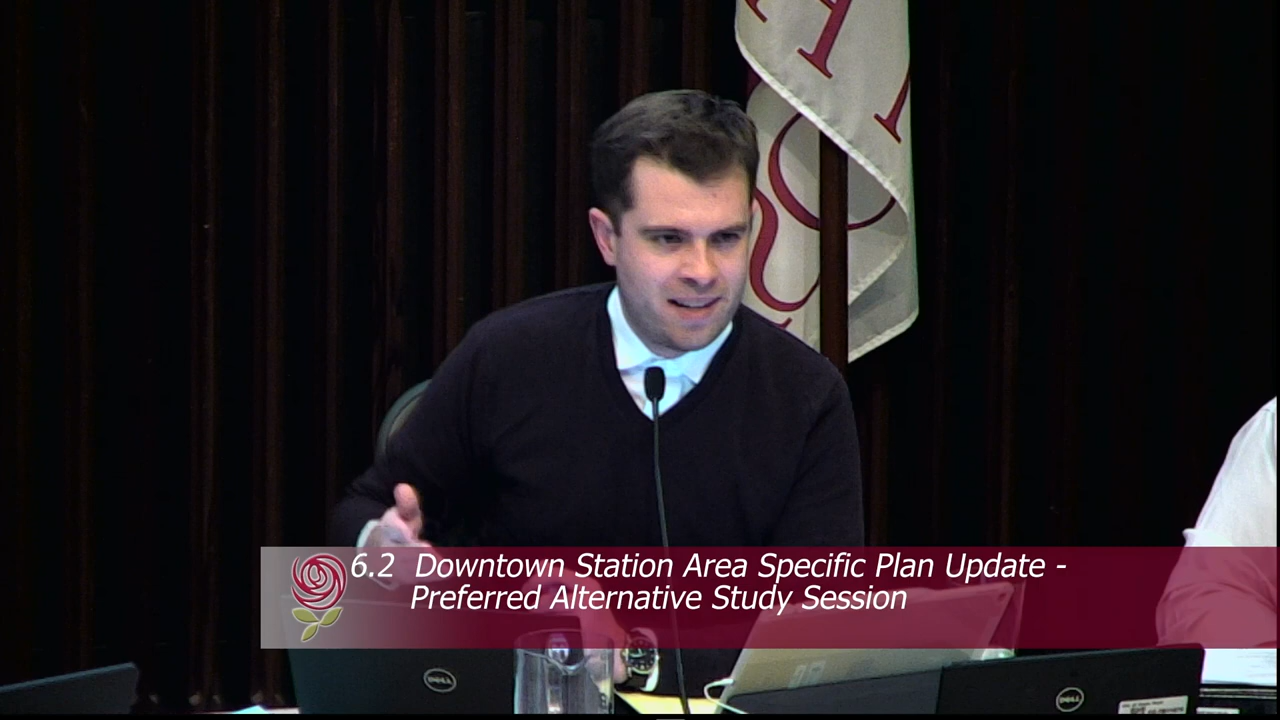 6.2 Downtown Station Area Specific Plan Update -
Preferred Alternative Study Session
DELL
DELL